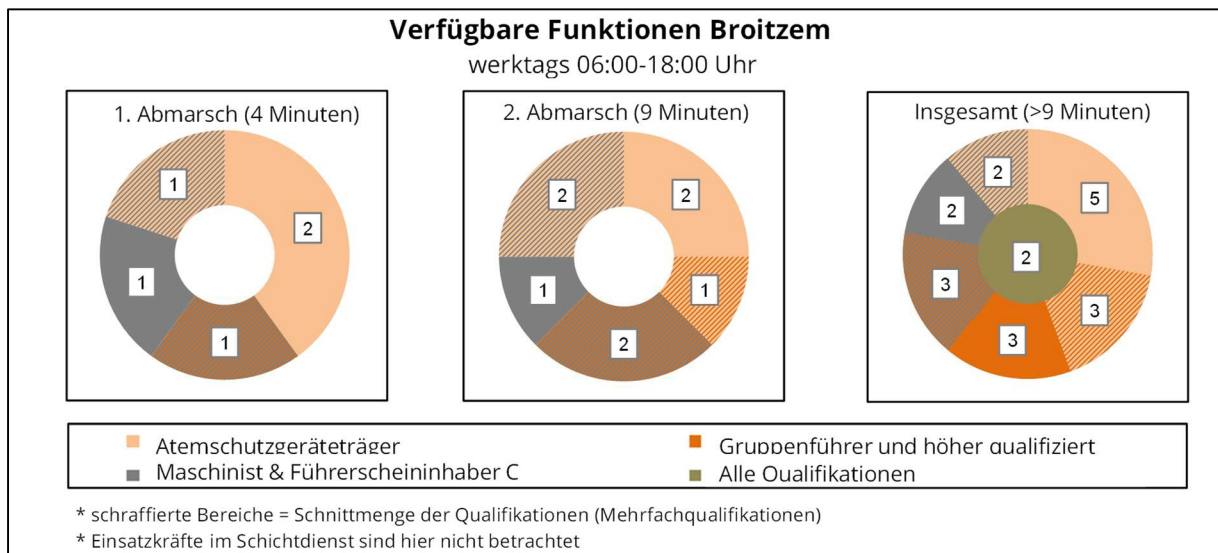 Verfügbare Funktionen Broitzem
werktags 06:00-18:00 Uhr
1. Abmarsch (4 Minuten)
1
2
1
1
2. Abmarsch (9 Minuten)
2
2
1
1
2
Insgesamt (>9 Minuten)
2
5
2
2
3
3
3
Atemschutzgeräteträger
Gruppenführer und höher qualifiziert
Maschinist & Führerscheininhaber C
Alle Qualifikationen
* schraffierte Bereiche = Schnittmenge der Qualifikationen (Mehrfachqualifikationen)
* Einsatzkräfte im Schichtdienst sind hier nicht betrachtet